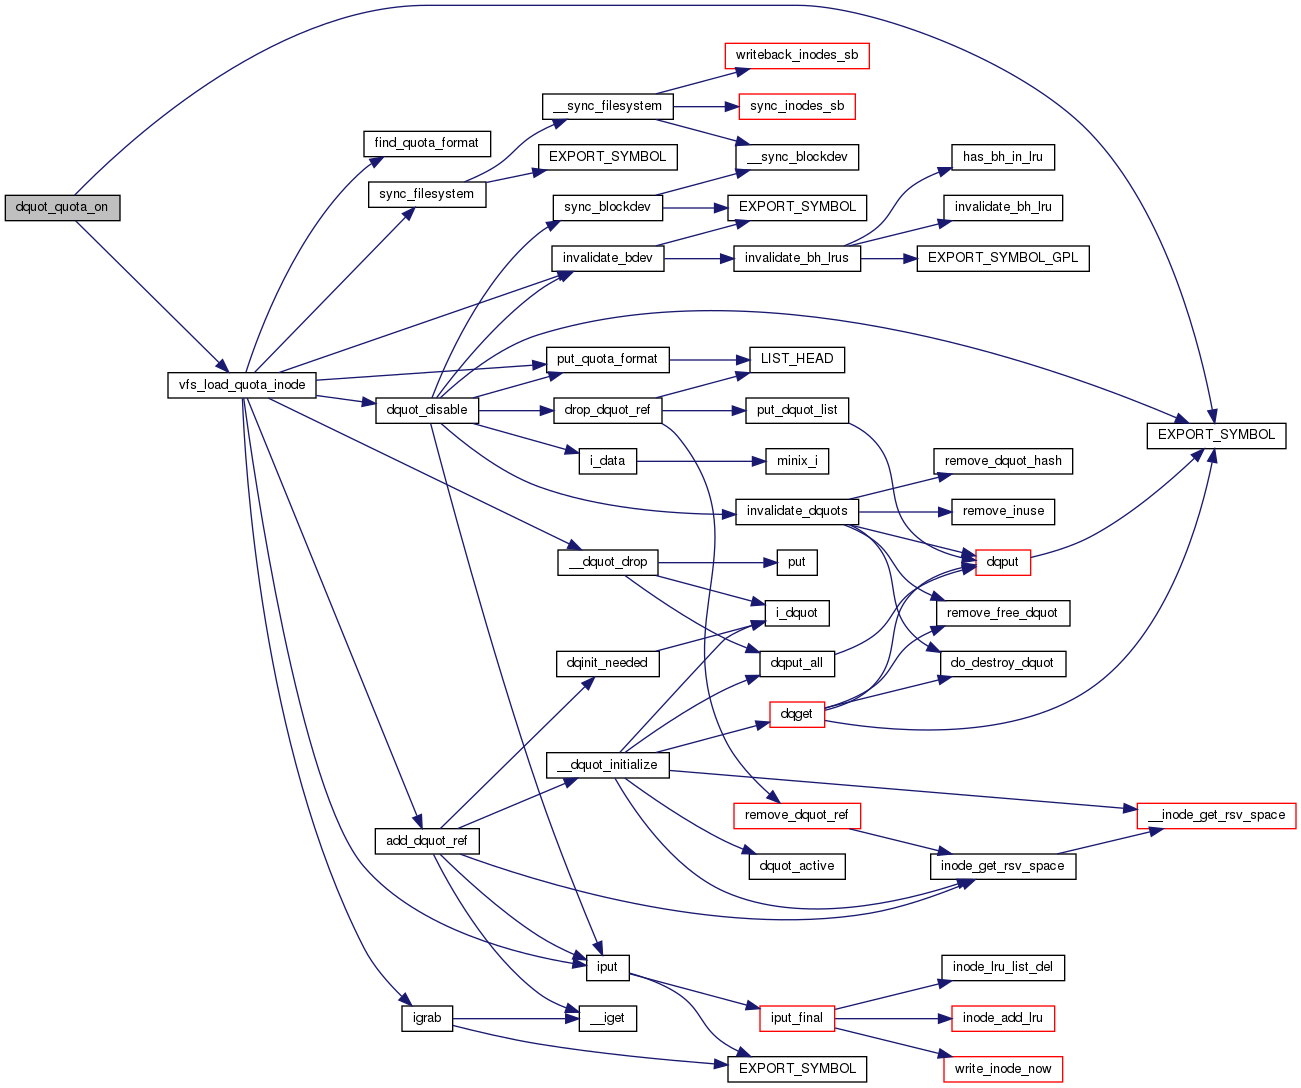 dquot_quota_on
vfs_load_quota_inode
find_quota_format
sync_filesystem
dquot_disable
add_dquot_ref
igrab
__sync_filesystem
EXPORT_SYMBOL
sync_blockdev
invalidate_bdev
put_quota_format
drop_dquot_ref
i_data
__dquot_drop
dqinit_needed
__dquot_initialize
iput
__iget
writeback_inodes_sb
sync_inodes_sb
__sync_blockdev
EXPORT_SYMBOL
invalidate_bh_lrus
LIST_HEAD
put_dquot_list
minix_i
invalidate_dquots
put
i_dquot
dqput_all
dqget
remove_dquot_ref
dquot_active
iput_final
EXPORT_SYMBOL
has_bh_in_lru
invalidate_bh_lru
EXPORT_SYMBOL_GPL
remove_dquot_hash
remove_inuse
dqput
remove_free_dquot
do_destroy_dquot
inode_get_rsv_space
inode_lru_list_del
inode_add_lru
write_inode_now
EXPORT_SYMBOL
__inode_get_rsv_space